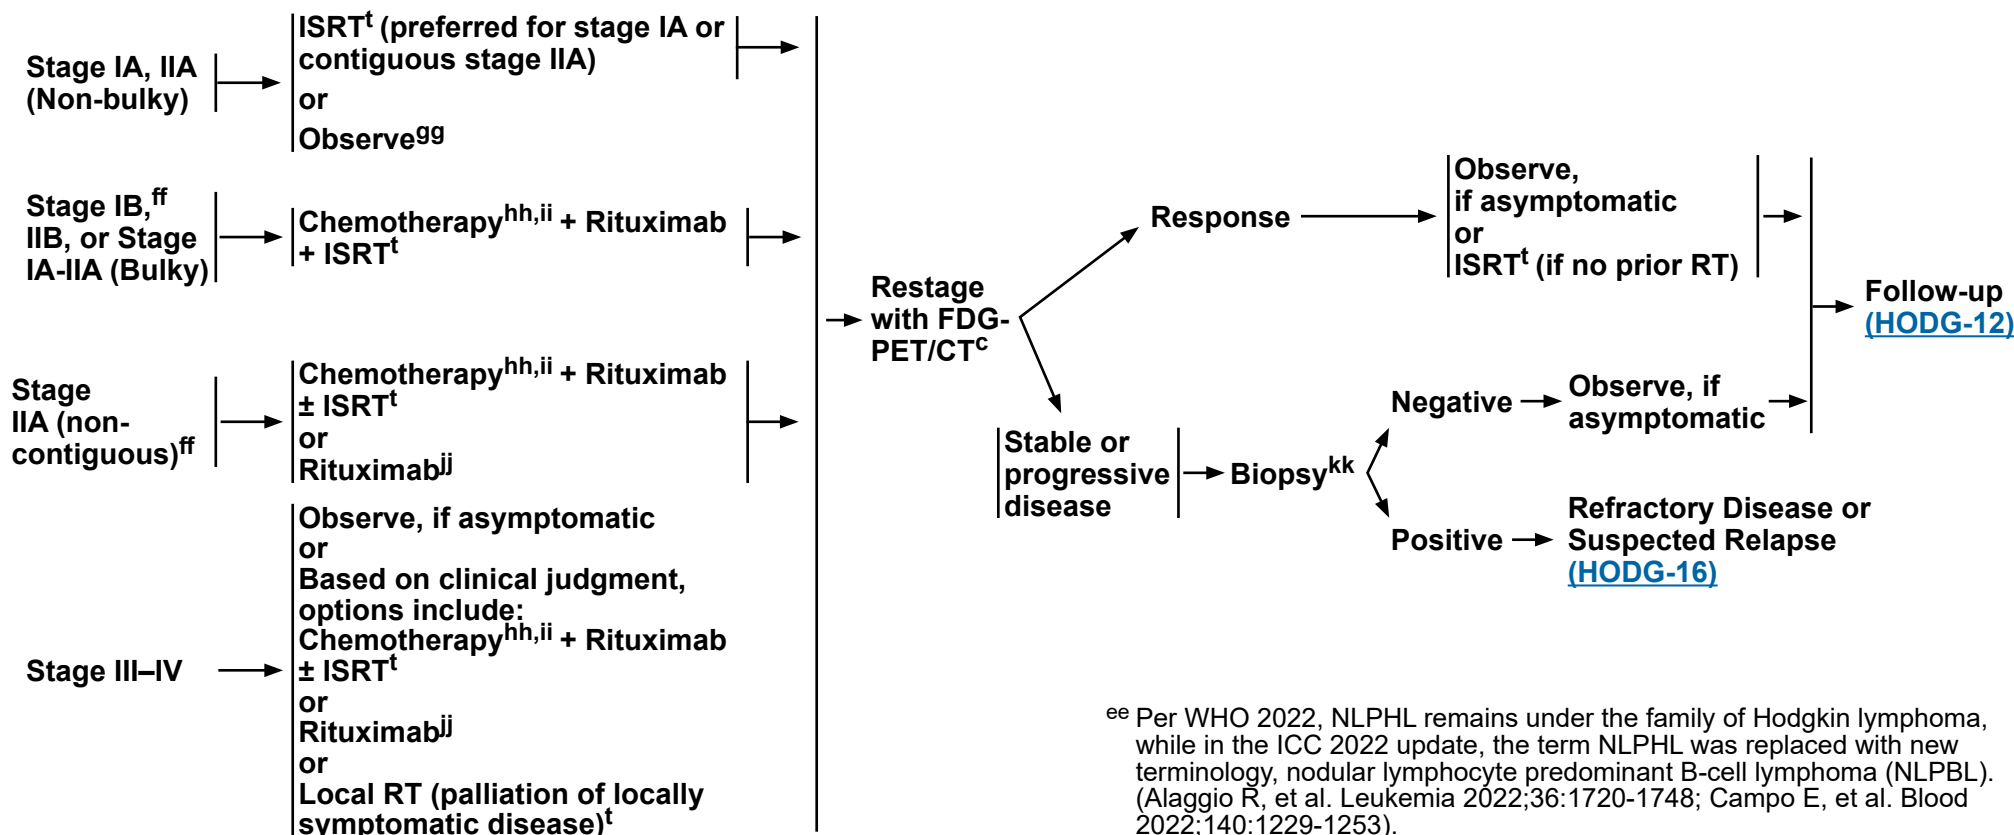 Stage IA, IIA
(Non-bulky)
ISRTᵗ (preferred for stage IA or
contiguous stage IIA)
or
Observeᵍᵍ
Stage IB,ᶠᶠ
IIB, or Stage
IA-IIA (Bulky)
Chemotherapyʰʰ,ⁱⁱ + Rituximab
+ ISRTᵗ
Stage
IIA (non-
contiguous)ᶠᶠ
Chemotherapyʰʰ,ⁱⁱ + Rituximab
± ISRTᵗ
or
Rituximabʲʲ
Stage III–IV
Observe, if asymptomatic
or
Based on clinical judgment,
options include:
Chemotherapyʰʰ,ⁱⁱ + Rituximab
± ISRTᵗ
or
Rituximabʲʲ
or
Local RT (palliation of locally
symptomatic disease)ᵗ
Restage
with FDG-
PET/CTᶜ
Response
Observe,
if asymptomatic
or
ISRTᵗ (if no prior RT)
Stable or
progressive
disease
Biopsyᵏᵏ
Negative
Observe, if
asymptomatic
Positive
Refractory Disease or
Suspected Relapse
(HODG-16)
Follow-up
(HODG-12)
ᵉᵉ Per WHO 2022, NLPHL remains under the family of Hodgkin lymphoma,
while in the ICC 2022 update, the term NLPHL was replaced with new
terminology, nodular lymphocyte predominant B-cell lymphoma (NLPBL).
(Alaggio R, et al. Leukemia 2022;36:1720-1748; Campo E, et al. Blood
2022;140:1229-1253).